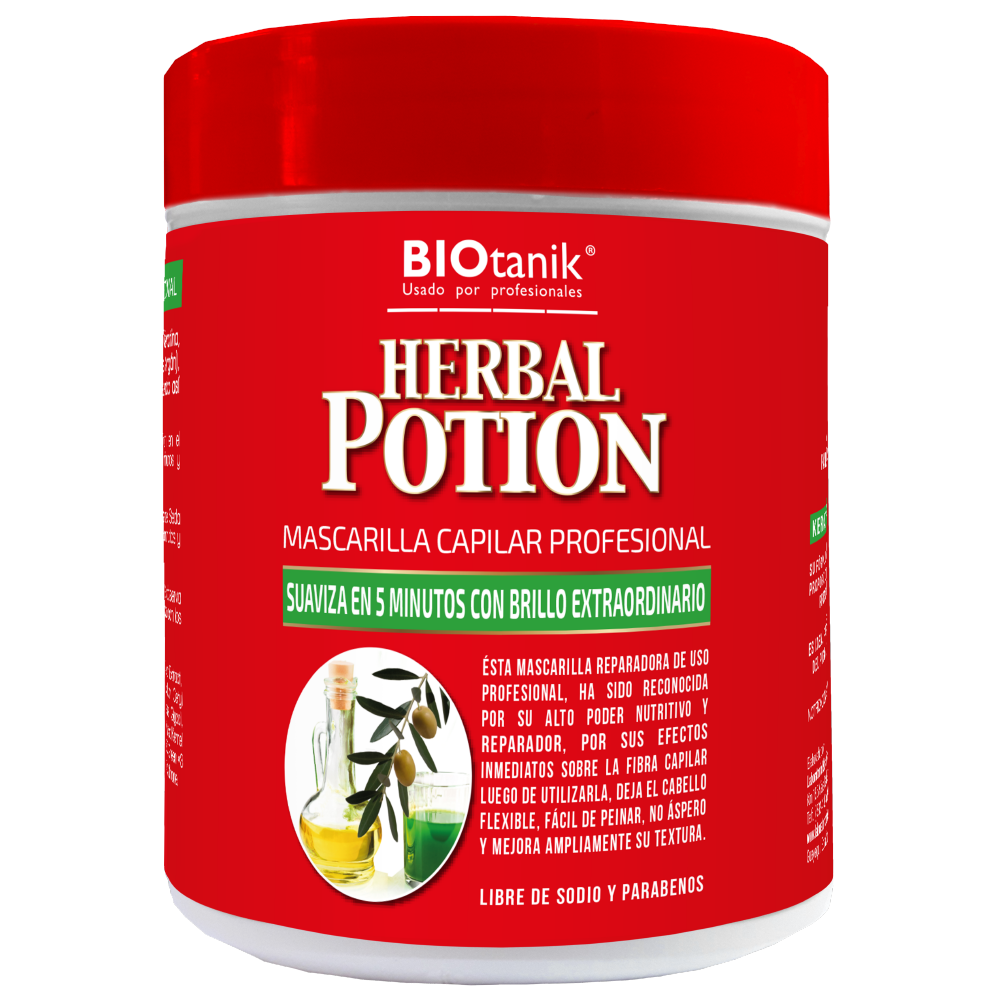 BIOtanik®
Usado por profesionales
HERBAL
POTION
MASCARILLA CAPILAR PROFESIONAL
SUAVIZA EN 5 MINUTOS CON BRILLO EXTRAORDINARIO
ÉSTA MASCARILLA REPARADORA DE USO
PROFESIONAL, HA SIDO RECONOCIDA
POR SU ALTO PODER NUTRITIVO Y
REPARADOR, POR SUS EFECTOS
INMEDIATOS SOBRE LA FIBRA CAPILAR
LUEGO DE UTILIZARLA, DEJA EL CABELLO
FLEXIBLE, FÁCIL DE PEINAR, NO ÁSPERO
Y MEJORA AMPLIAMENTE SU TEXTURA.
LIBRE DE SODIO Y PARABENOS